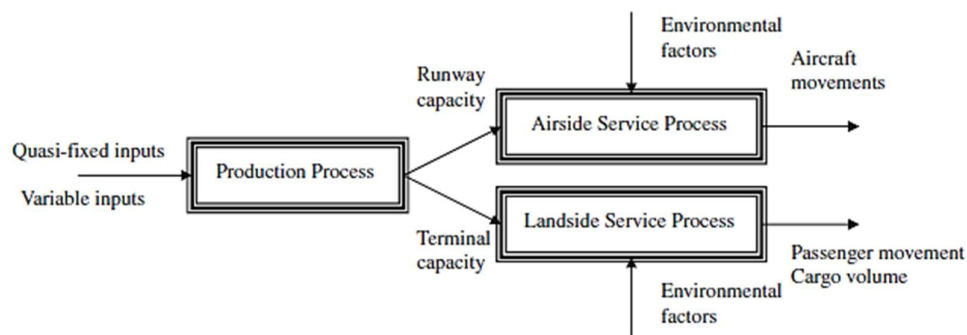 Quasi-fixed inputs
Variable inputs
Production Process
Runway
capacity
Terminal
capacity
Environmental
factors
Airside Service Process
Aircraft
movements
Landside Service Process
Passenger movement
Cargo volume
Environmental
factors